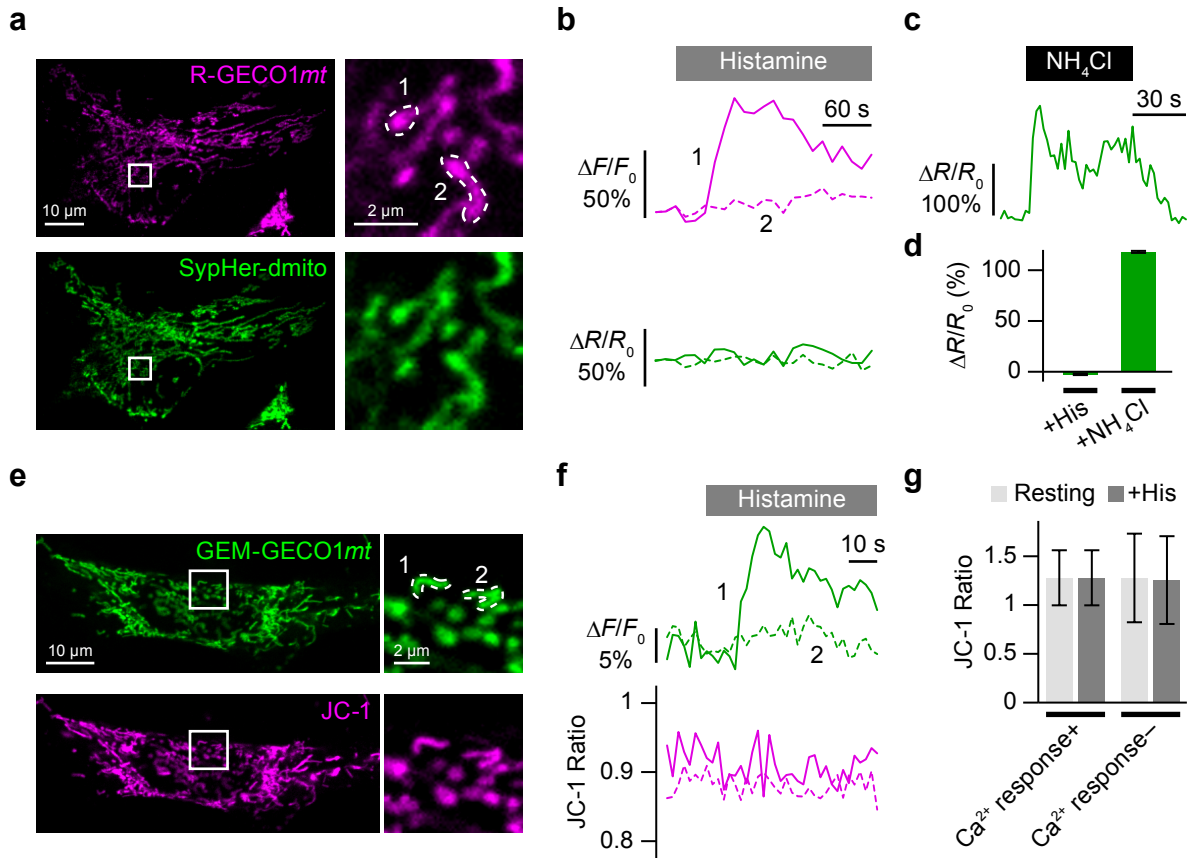 a
R-GECO1mt
10 µm
1
2
2 µm
SypHer-dmito
b
Histamine
60 s
1
ΔF/F₀
50%
2
ΔR/R₀
50%
c
NH₄Cl
30 s
ΔR/R₀
100%
d
ΔR/R₀ (%)
100
50
0
+His
+NH₄Cl
e
GEM-GECO1mt
10 µm
1
2
2 µm
JC-1
f
Histamine
10 s
1
ΔF/F₀
5%
2
JC-1 Ratio
1
0.9
0.8
g
Resting
+His
JC-1 Ratio
1.5
1
0.5
0
Ca²⁺ response+
Ca²⁺ response–